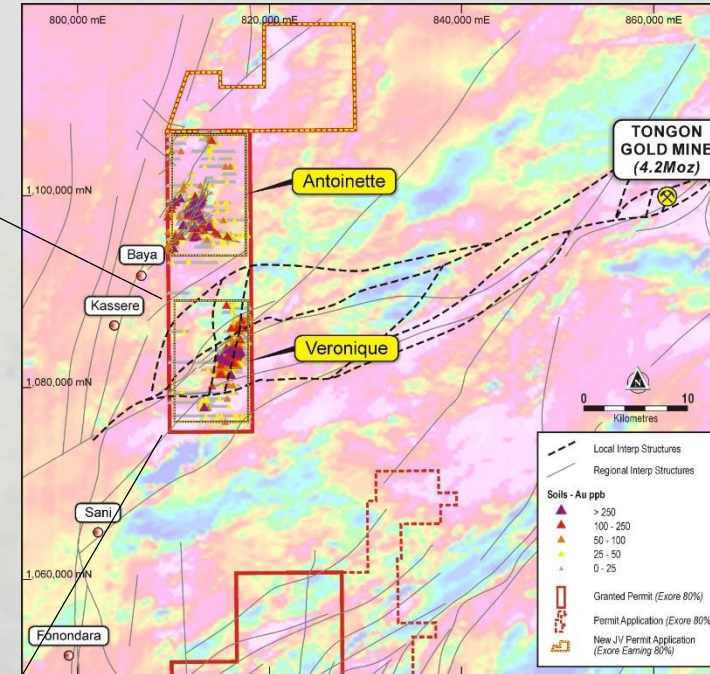 800,000 mE
820,000 mE
840,000 mE
860,000 mE
TONGON
GOLD MINE
(4.2Moz)
Antoinette
1,100,000 mN
Baya
Kassere
Veronique
1,080,000 mN
N
0 10
Kilometres
Local Interp Structures
Regional Interp Structures
Soils - Au ppb
> 250
100 - 250
50 - 100
25 - 50
0 - 25
Sani
1,060,000 mN
Granted Permit (Exore 80%)
Permit Application (Exore 80%)
New JV Permit Application
(Exore Earning 80%)
Fonondara